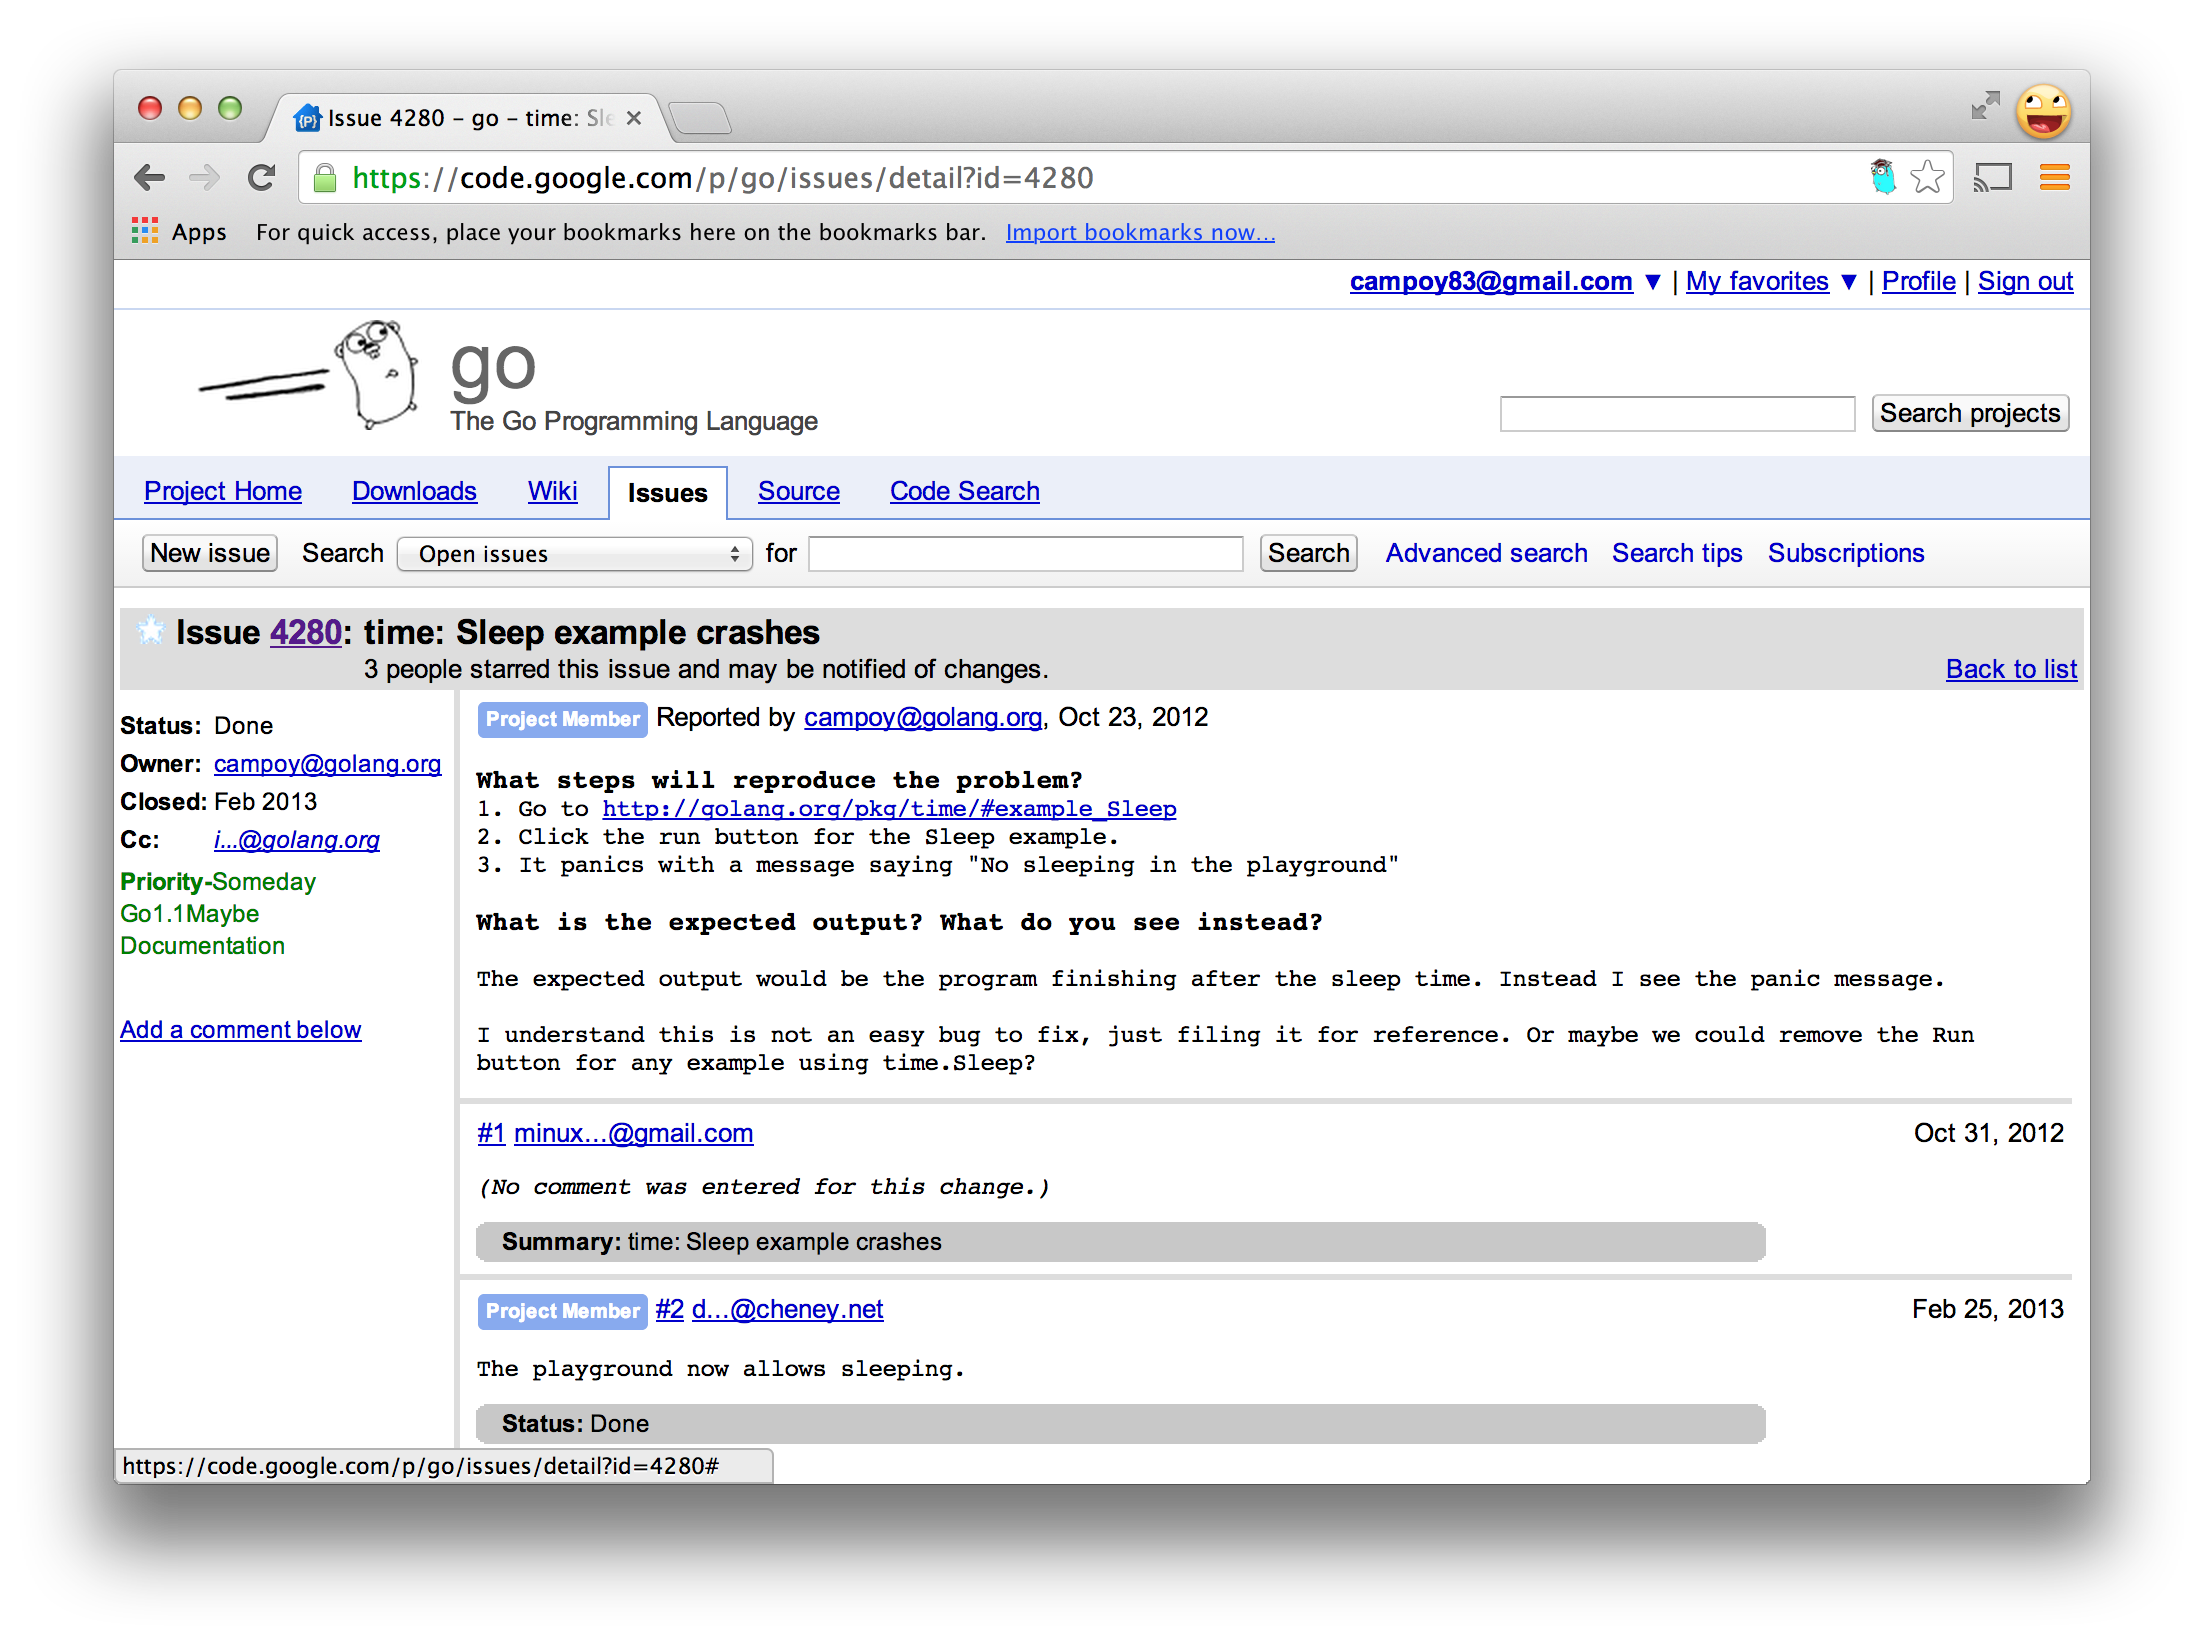 Issue 4280 – go – time: Sle
https://code.google.com/p/go/issues/detail?id=4280
Apps For quick access, place your bookmarks here on the bookmarks bar. Import bookmarks now...
campoy83@gmail.com ▼ | My favorites ▼ | Profile | Sign out
go
The Go Programming Language
Search projects
Project Home Downloads Wiki Issues Source Code Search
New issue Search Open issues for Search Advanced search Search tips Subscriptions
Issue 4280: time: Sleep example crashes
3 people starred this issue and may be notified of changes. Back to list
Status: Done
Owner: campoy@golang.org
Closed: Feb 2013
Cc: i...@golang.org
Priority-Someday
Go1.1Maybe
Documentation
Add a comment below
Project Member Reported by campoy@golang.org, Oct 23, 2012
What steps will reproduce the problem?
1. Go to http://golang.org/pkg/time/#example_Sleep
2. Click the run button for the Sleep example.
3. It panics with a message saying "No sleeping in the playground"
What is the expected output? What do you see instead?
The expected output would be the program finishing after the sleep time. Instead I see the panic message.
I understand this is not an easy bug to fix, just filing it for reference. Or maybe we could remove the Run
button for any example using time.Sleep?
#1 minux...@gmail.com Oct 31, 2012
(No comment was entered for this change.)
Summary: time: Sleep example crashes
Project Member #2 d...@cheney.net Feb 25, 2013
The playground now allows sleeping.
Status: Done
https://code.google.com/p/go/issues/detail?id=4280#